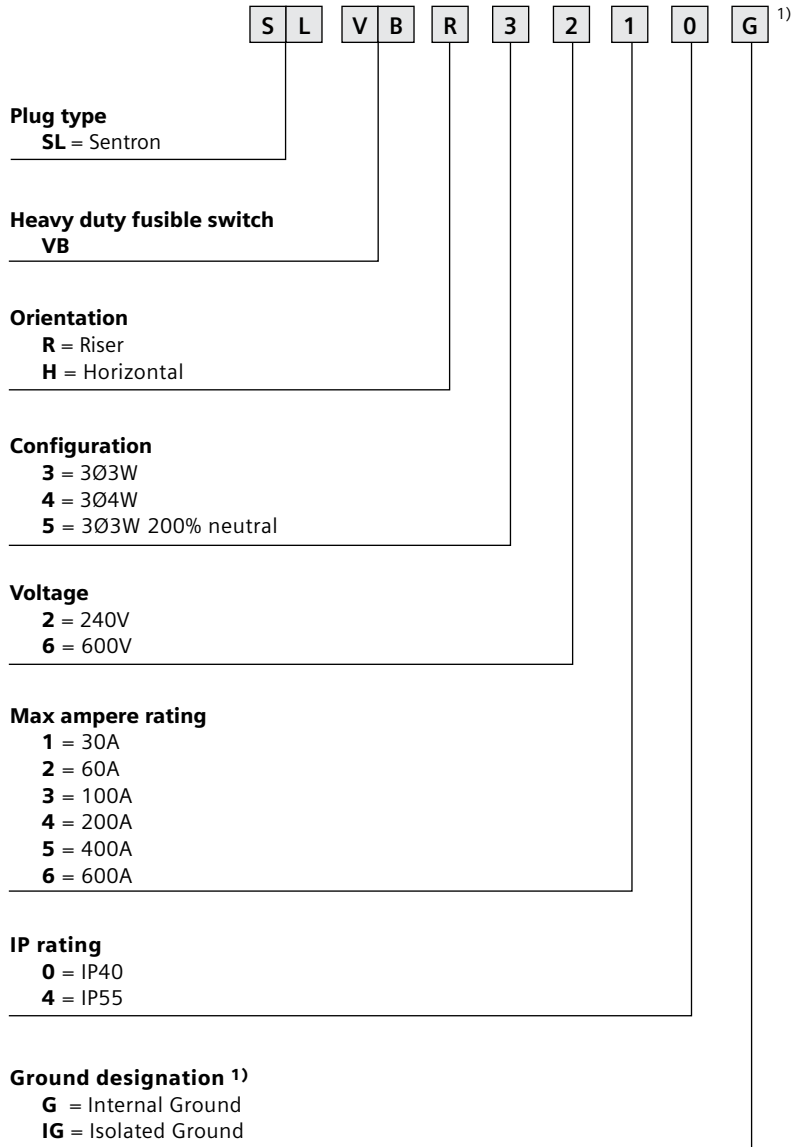 S L V B R 3 2 1 0 G 1)
Plug type
SL = Sentron
Heavy duty fusible switch
VB
Orientation
R = Riser
H = Horizontal
Configuration
3 = 3Ø3W
4 = 3Ø4W
5 = 3Ø3W 200% neutral
Voltage
2 = 240V
6 = 600V
Max ampere rating
1 = 30A
2 = 60A
3 = 100A
4 = 200A
5 = 400A
6 = 600A
IP rating
0 = IP40
4 = IP55
Ground designation 1)
G = Internal Ground
IG = Isolated Ground